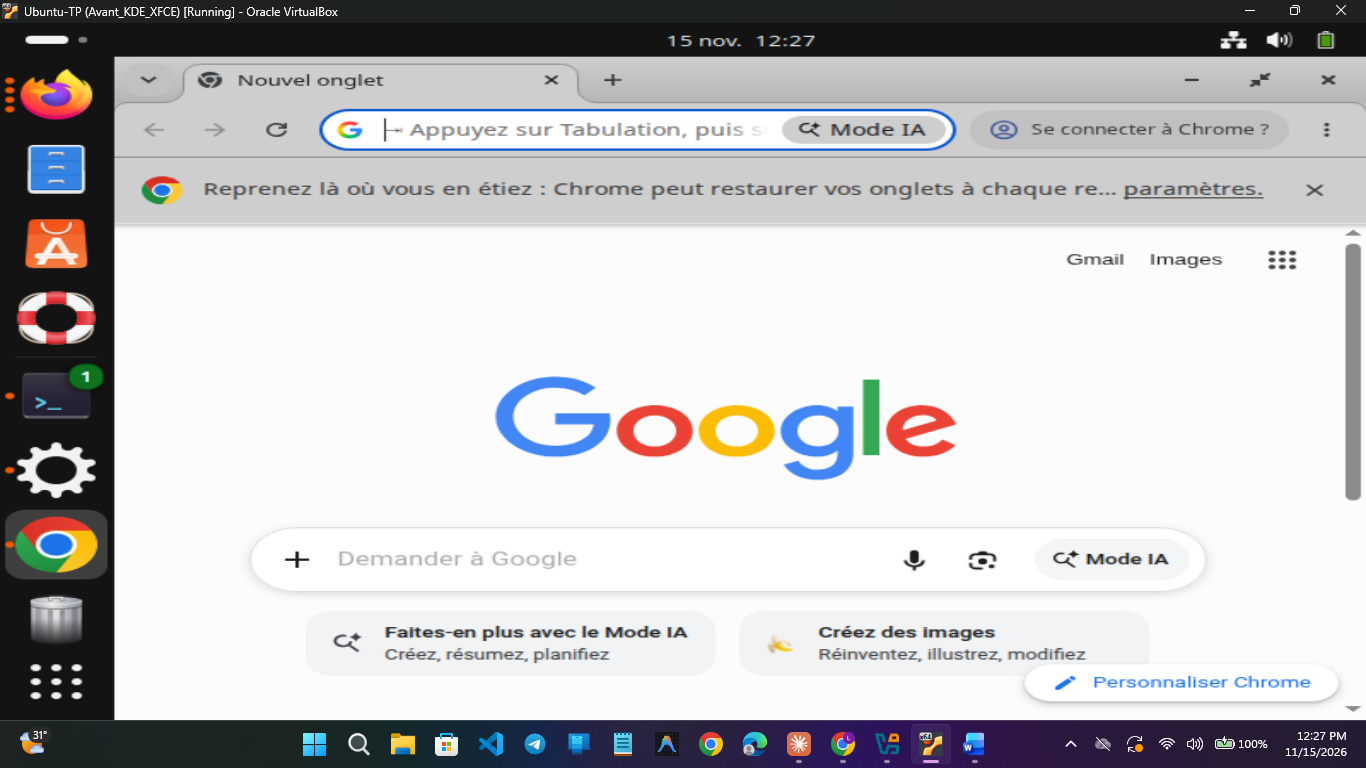 Ubuntu-TP (Avant_KDE_XFCE) [Running] - Oracle VirtualBox
15 nov. 12:27
Nouvel onglet
Appuyez sur Tabulation, puis s
Mode IA
Se connecter à Chrome ?
Reprenez là où vous en étiez : Chrome peut restaurer vos onglets à chaque re... paramètres.
Gmail Images
1
>_
Google
Demander à Google
Mode IA
Faites-en plus avec le Mode IA
Créez, résumez, planifiez
Créez des images
Réinventez, illustrez, modifiez
Personnaliser Chrome
31°
100%
12:27 PM
11/15/2026